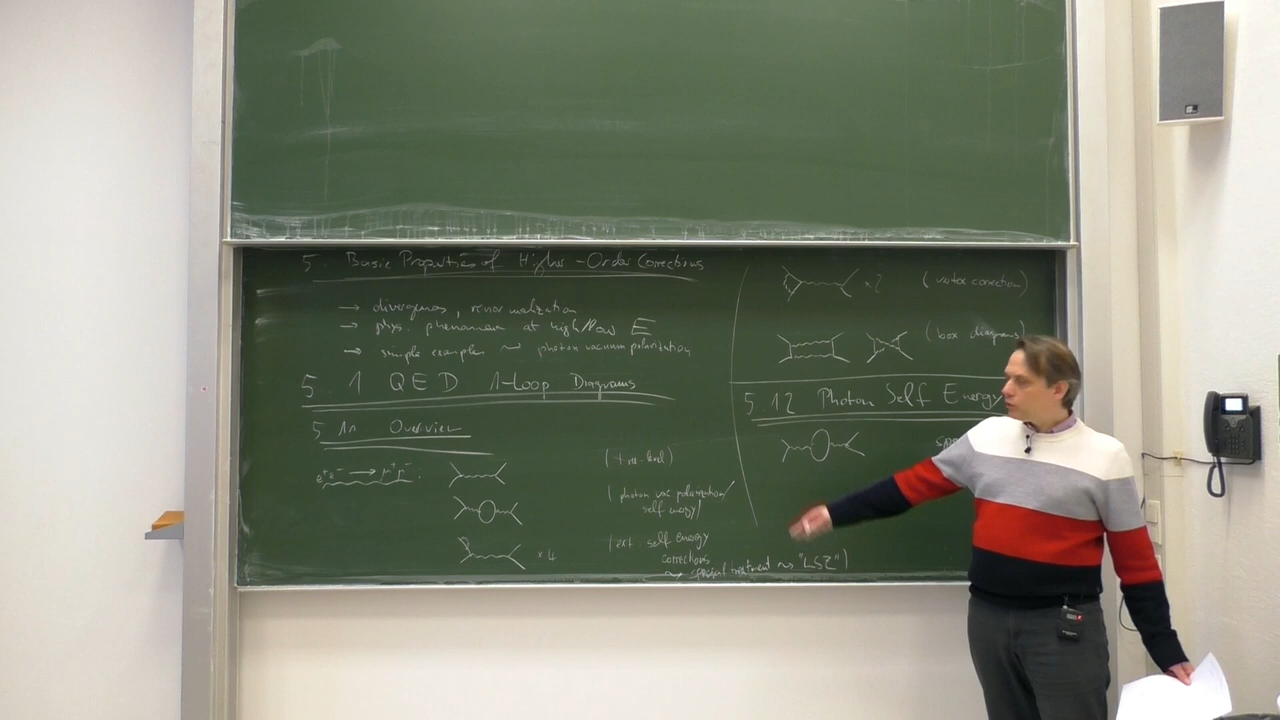 5 Basic Properties of Higher-Order Corrections
→ divergences, renormalization
→ phys. phenomena at high/low E
→ simple examples ⇝ photon vacuum polarization
5.1 QED 1-Loop Diagrams
5.1.1 Overview
e⁺e⁻ → μ⁺μ⁻:
(tree-level)
(photon vac polarization/
self energy)
×4
(ext. self energy
corrections
⇝ special treatment ⇝ "LSZ")
×2 (vertex correction)
(box diagrams)
5.1.2 Photon Self Energy